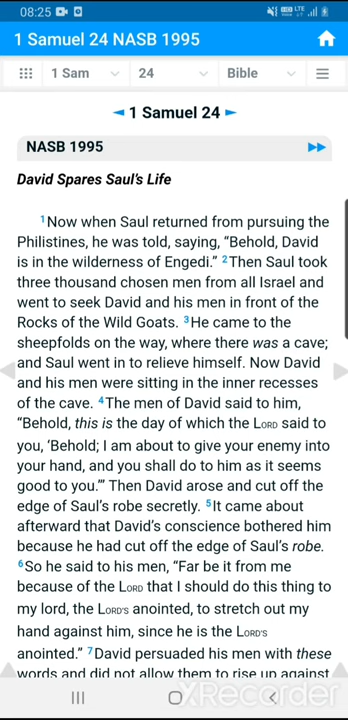 08:25
LTE
1 Samuel 24 NASB 1995
1 Sam 24 Bible
◄ 1 Samuel 24 ►
NASB 1995
David Spares Saul's Life
1Now when Saul returned from pursuing the
Philistines, he was told, saying, “Behold, David
is in the wilderness of Engedi.” 2Then Saul took
three thousand chosen men from all Israel and
went to seek David and his men in front of the
Rocks of the Wild Goats. 3He came to the
sheepfolds on the way, where there was a cave;
and Saul went in to relieve himself. Now David
and his men were sitting in the inner recesses
of the cave. 4The men of David said to him,
“Behold, this is the day of which the LORD said to
you, ‘Behold; I am about to give your enemy into
your hand, and you shall do to him as it seems
good to you.’” Then David arose and cut off the
edge of Saul's robe secretly. 5It came about
afterward that David's conscience bothered him
because he had cut off the edge of Saul's robe.
6So he said to his men, “Far be it from me
because of the LORD that I should do this thing to
my lord, the LORD'S anointed, to stretch out my
hand against him, since he is the LORD'S
anointed.” 7David persuaded his men with these
words and did not allow them to rise up against
XRecorder